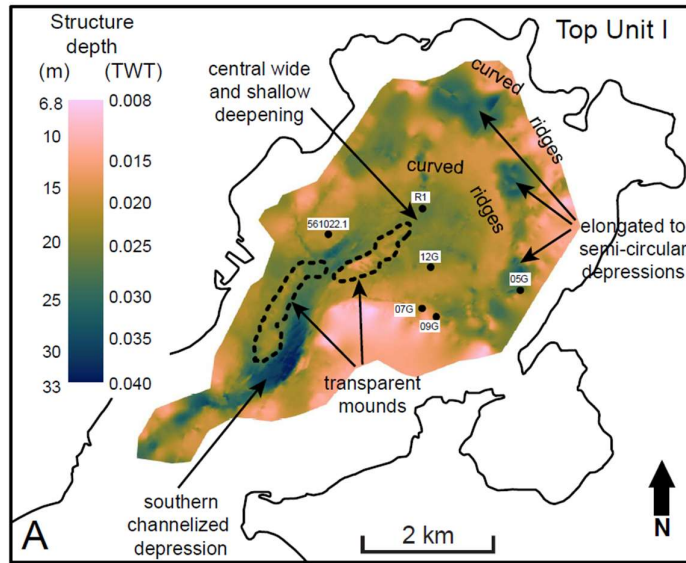 Structure
depth
(m) (TWT)
6.8 0.008
10
0.015
15
0.020
20
0.025
25
0.030
30
0.035
33 0.040
Top Unit I
central wide
and shallow
deepening
curved
ridges
curved
ridges
R1
561022.1
12G
05G
07G
09G
elongated to
semi-circular
depressions
transparent
mounds
southern
channelized
depression
A
2 km
N